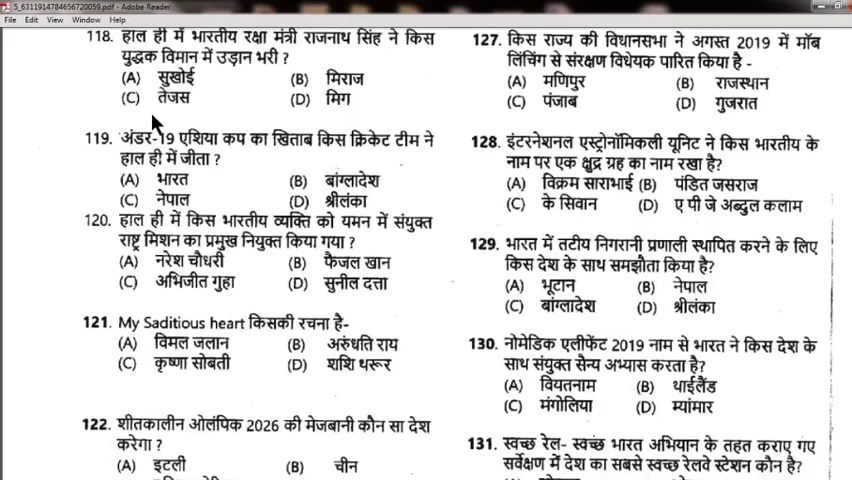 5_6311914784656720059.pdf - Adobe Reader
File Edit View Window Help
118. हाल ही में भारतीय रक्षा मंत्री राजनाथ सिंह ने किस
युद्धक विमान में उड़ान भरी ?
(A) सुखोई (B) मिराज
(C) तेजस (D) मिग
119. अंडर-19 एशिया कप का खिताब किस क्रिकेट टीम ने
हाल ही में जीता ?
(A) भारत (B) बांग्लादेश
(C) नेपाल (D) श्रीलंका
120. हाल ही में किस भारतीय व्यक्ति को यमन में संयुक्त
राष्ट्र मिशन का प्रमुख नियुक्त किया गया ?
(A) नरेश चौधरी (B) फैजल खान
(C) अभिजीत गुहा (D) सुनील दत्ता
121. My Saditious heart किसकी रचना है-
(A) विमल जलान (B) अरुंधति राय
(C) कृष्णा सोबती (D) शशि थरूर
122. शीतकालीन ओलंपिक 2026 की मेजबानी कौन सा देश
करेगा ?
(A) इटली (B) चीन
127. किस राज्य की विधानसभा ने अगस्त 2019 में मॉब
लिंचिंग से संरक्षण विधेयक पारित किया है -
(A) मणिपुर (B) राजस्थान
(C) पंजाब (D) गुजरात
128. इंटरनेशनल एस्ट्रोनॉमिकली यूनिट ने किस भारतीय के
नाम पर एक क्षुद्र ग्रह का नाम रखा है?
(A) विक्रम साराभाई (B) पंडित जसराज
(C) के सिवान (D) ए पी जे अब्दुल कलाम
129. भारत में तटीय निगरानी प्रणाली स्थापित करने के लिए
किस देश के साथ समझौता किया है?
(A) भूटान (B) नेपाल
(C) बांग्लादेश (D) श्रीलंका
130. नोमेडिक एलीफेंट 2019 नाम से भारत ने किस देश के
साथ संयुक्त सैन्य अभ्यास करता है?
(A) वियतनाम (B) थाईलैंड
(C) मंगोलिया (D) म्यांमार
131. स्वच्छ रेल- स्वच्छ भारत अभियान के तहत कराए गए
सर्वेक्षण में देश का सबसे स्वच्छ रेलवे स्टेशन कौन है?